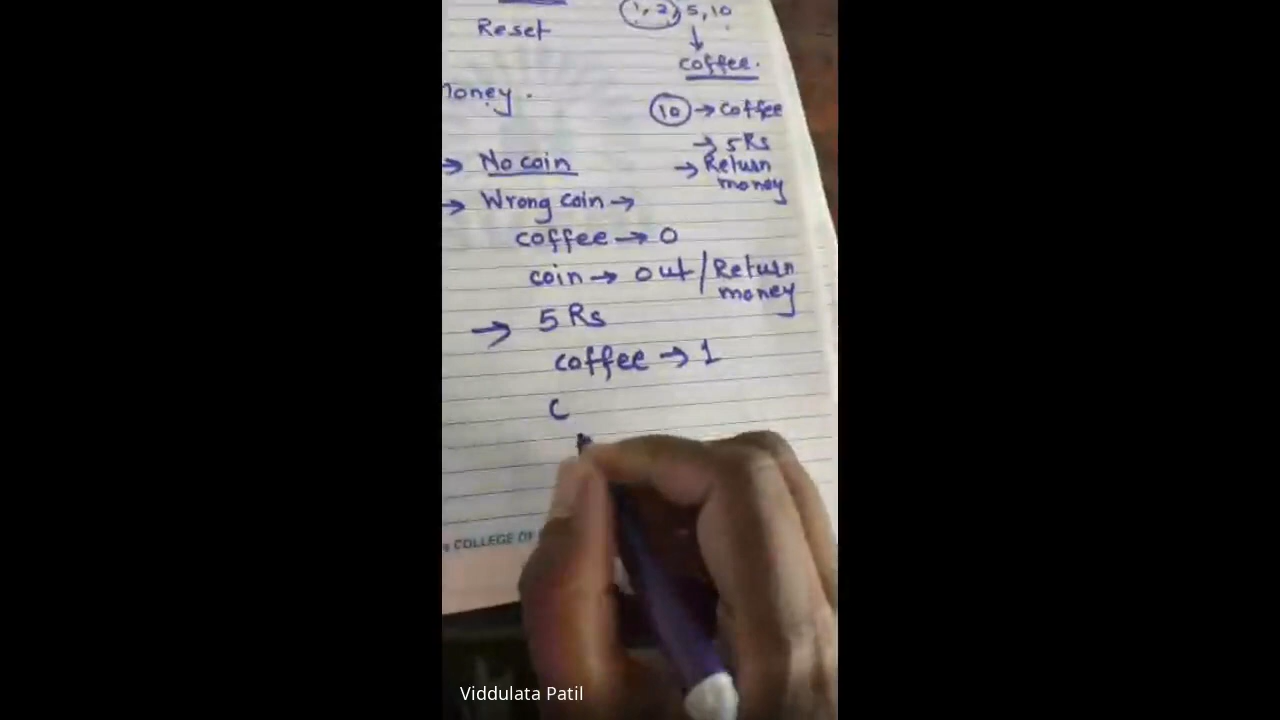 Reset
1, 2, 5, 10
coffee.
Money.
10 → coffee
→ 5 Rs
→ Return
money
→ No coin
→ Wrong coin →
coffee → 0
coin → out / Return
money
→ 5 Rs
coffee → 1
C
COLLEGE OF
Viddulata Patil